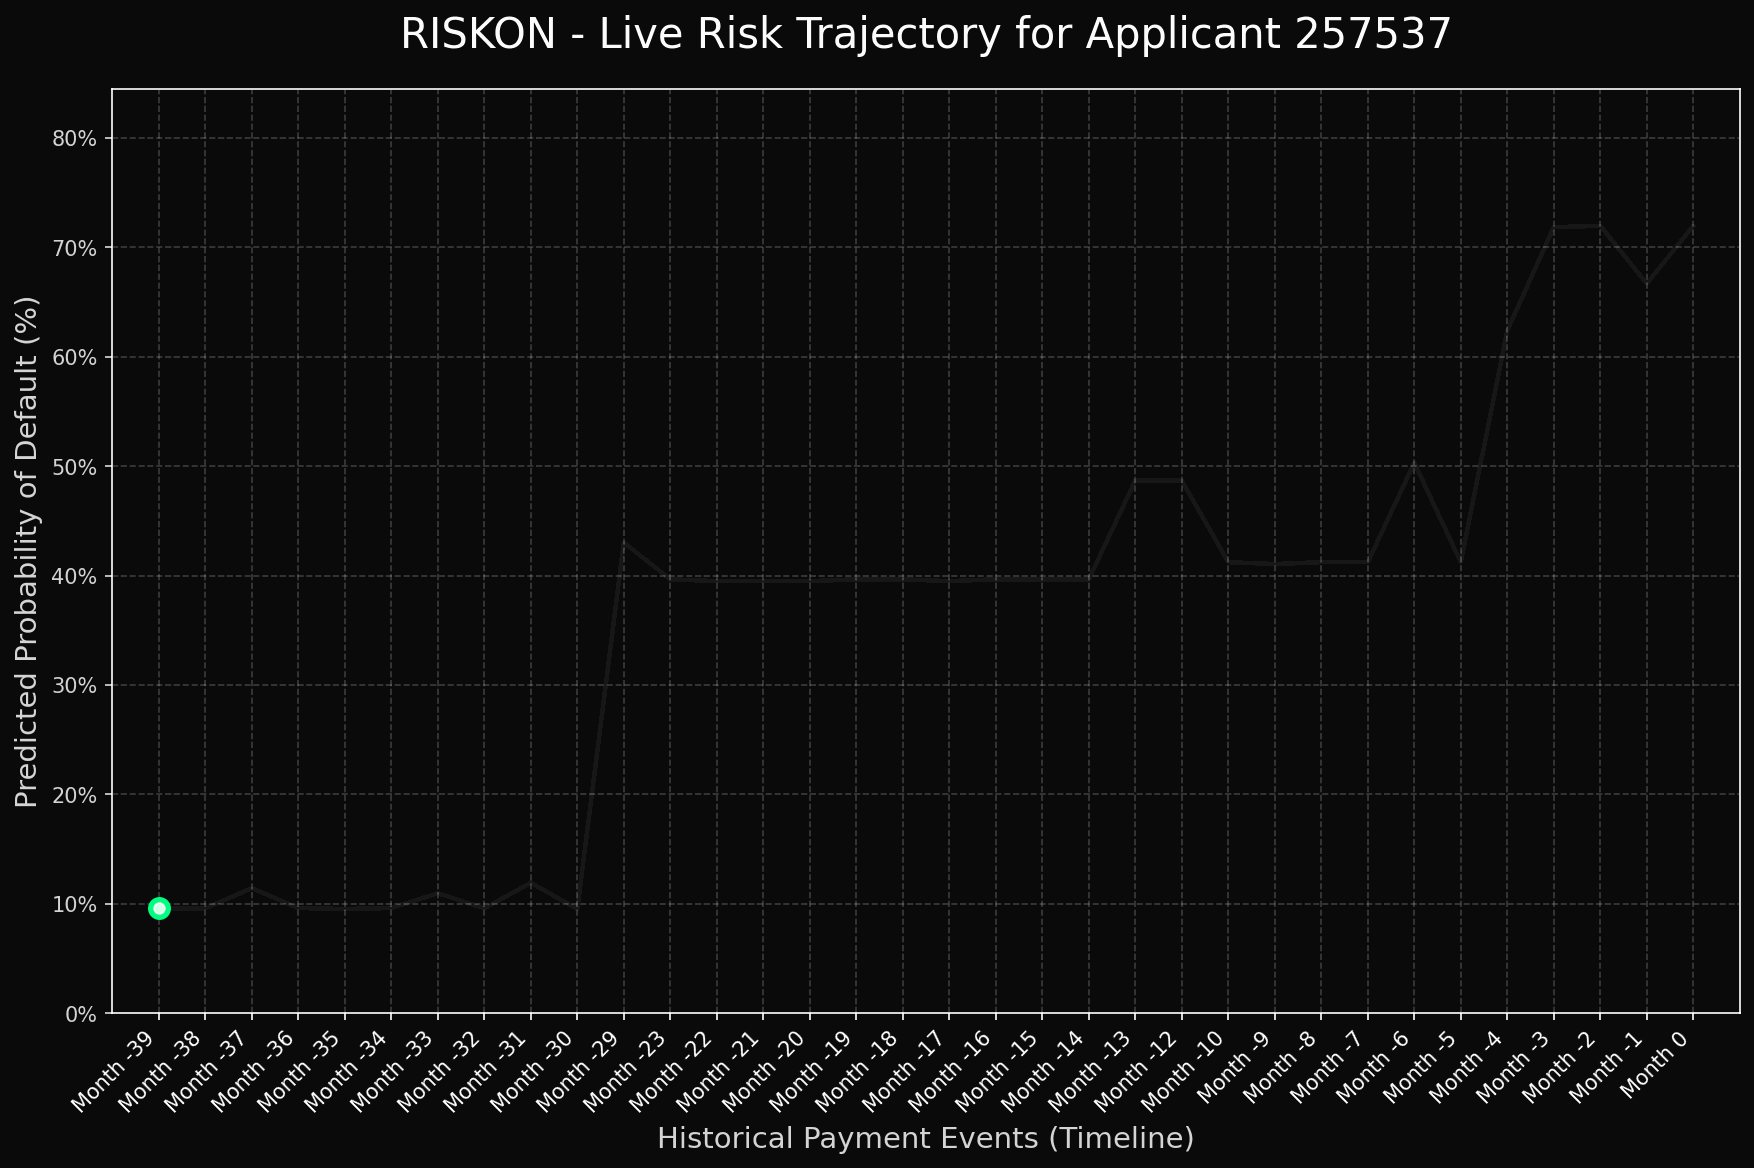 RISKON - Live Risk Trajectory for Applicant 257537
Predicted Probability of Default (%)
80%
70%
60%
50%
40%
30%
20%
10%
0%
Month -39
Month -38
Month -37
Month -36
Month -35
Month -34
Month -33
Month -32
Month -31
Month -30
Month -29
Month -23
Month -22
Month -21
Month -20
Month -19
Month -18
Month -17
Month -16
Month -15
Month -14
Month -13
Month -12
Month -10
Month -9
Month -8
Month -7
Month -6
Month -5
Month -4
Month -3
Month -2
Month -1
Month 0
Historical Payment Events (Timeline)